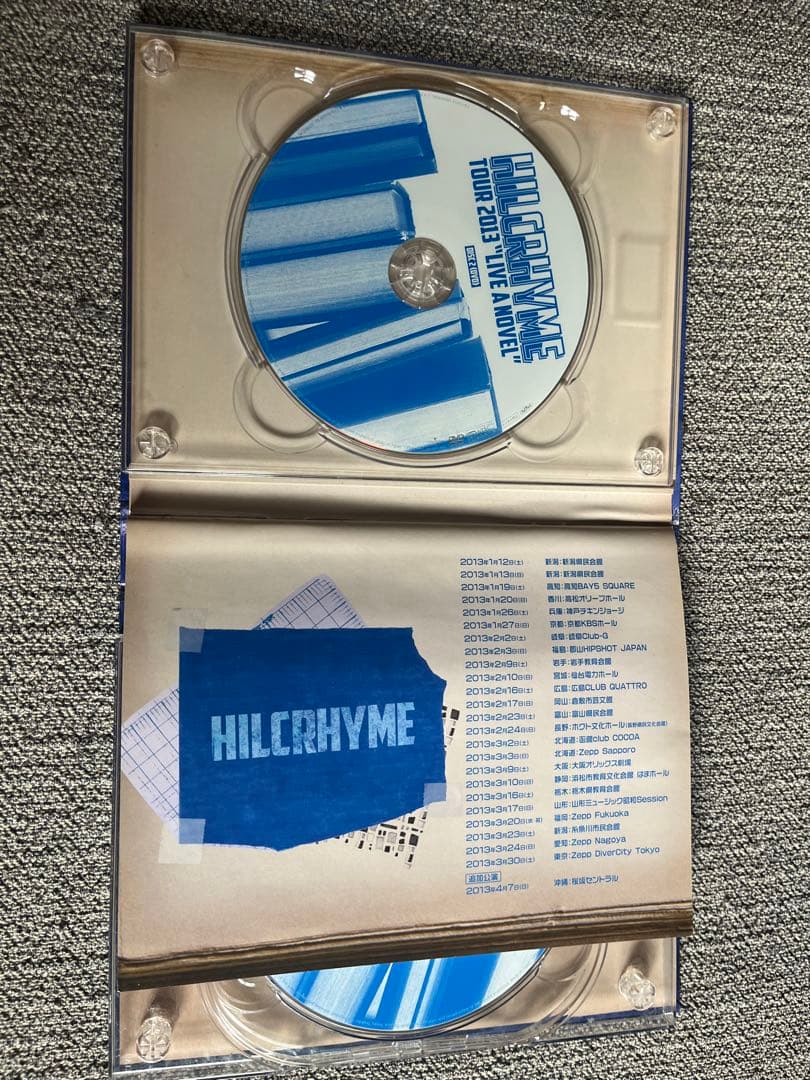 HILCRHYME
TOUR 2013 "LIVE A NOVEL"
DISC 2 (DVD)
HILCRHYME
2013年1月12日(土) 新潟:新潟県民会館
2013年1月13日(日) 新潟:新潟県民会館
2013年1月19日(土) 高知:高知BAY5 SQUARE
2013年1月20日(日) 香川:高松オリーブホール
2013年1月26日(土) 兵庫:神戸チキンジョージ
2013年1月27日(日) 京都:京都KBSホール
2013年2月2日(土) 岐阜:岐阜Club-G
2013年2月3日(日) 福島:郡山HIPSHOT JAPAN
2013年2月9日(土) 岩手:岩手教育会館
2013年2月10日(日) 宮城:仙台電力ホール
2013年2月16日(土) 広島:広島CLUB QUATTRO
2013年2月17日(日) 岡山:倉敷市芸文館
2013年2月23日(土) 富山:富山県民会館
2013年2月24日(日) 長野:ホクト文化ホール(長野県民文化会館)
2013年3月2日(土) 北海道:函館club COCOA
2013年3月3日(日) 北海道:Zepp Sapporo
2013年3月9日(土) 大阪:大阪オリックス劇場
2013年3月10日(日) 静岡:浜松市教育文化会館 はまホール
2013年3月16日(土) 栃木:栃木県教育会館
2013年3月17日(日) 山形:山形ミュージック昭和Session
2013年3月20日(水・祝) 福岡:Zepp Fukuoka
2013年3月23日(土) 新潟:糸魚川市民会館
2013年3月24日(日) 愛知:Zepp Nagoya
2013年3月30日(土) 東京:Zepp DiverCity Tokyo
追加公演
2013年4月7日(日) 沖縄:桜坂セントラル